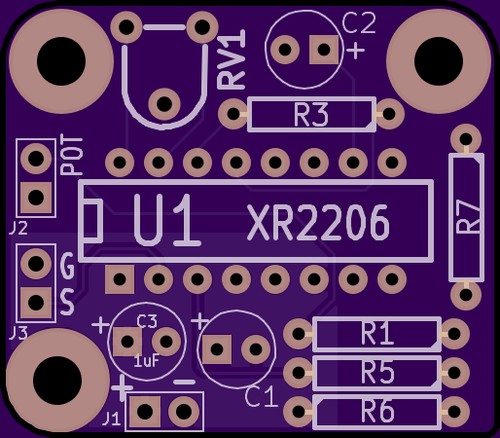 C2
+
RV1
R3
POT
J2
U1 XR2206
R7
G
S
J3
+
C3
1uF
+
C1
R1
R5
R6
+ −
J1